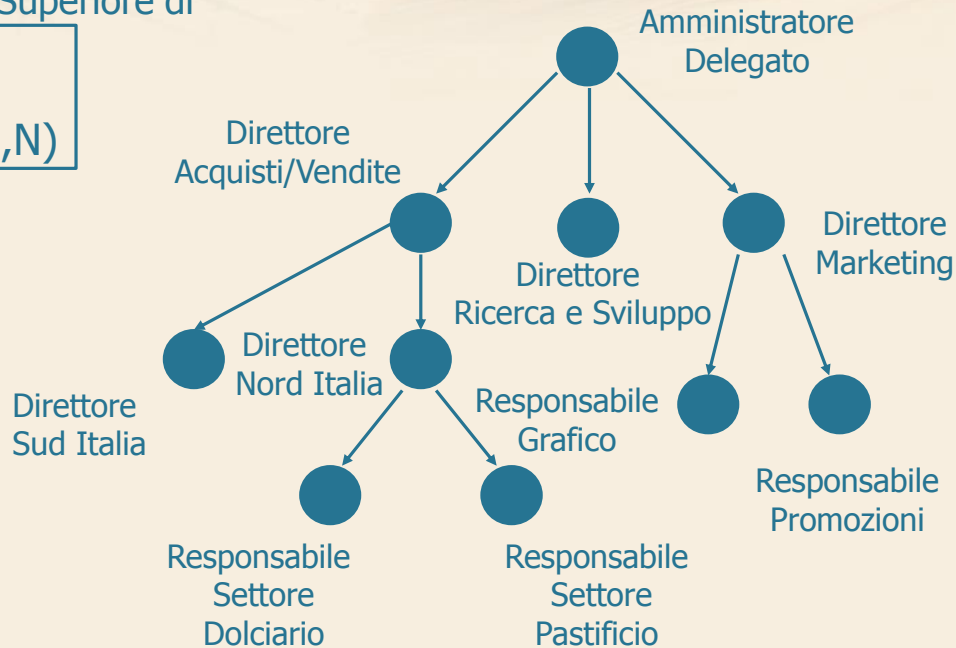 Superiore di
,N)
Amministratore
Delegato
Direttore
Acquisti/Vendite
Direttore
Ricerca e Sviluppo
Direttore
Marketing
Direttore
Nord Italia
Direttore
Sud Italia
Responsabile
Grafico
Responsabile
Promozioni
Responsabile
Settore
Dolciario
Responsabile
Settore
Pastificio